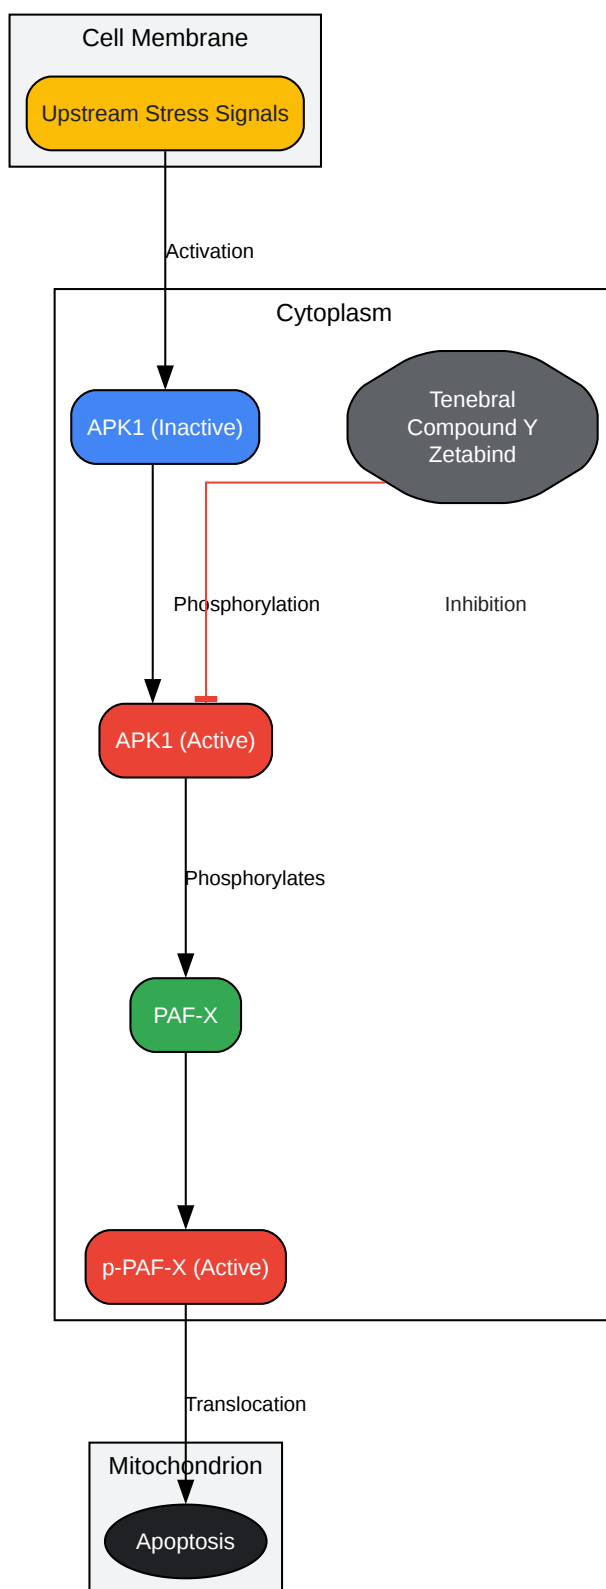 Cell Membrane
Upstream Stress Signals
Activation
Cytoplasm
APK1 (Inactive)
Tenebral
Compound Y
Zetabind
Phosphorylation
Inhibition
APK1 (Active)
Phosphorylates
PAF-X
p-PAF-X (Active)
Translocation
Mitochondrion
Apoptosis